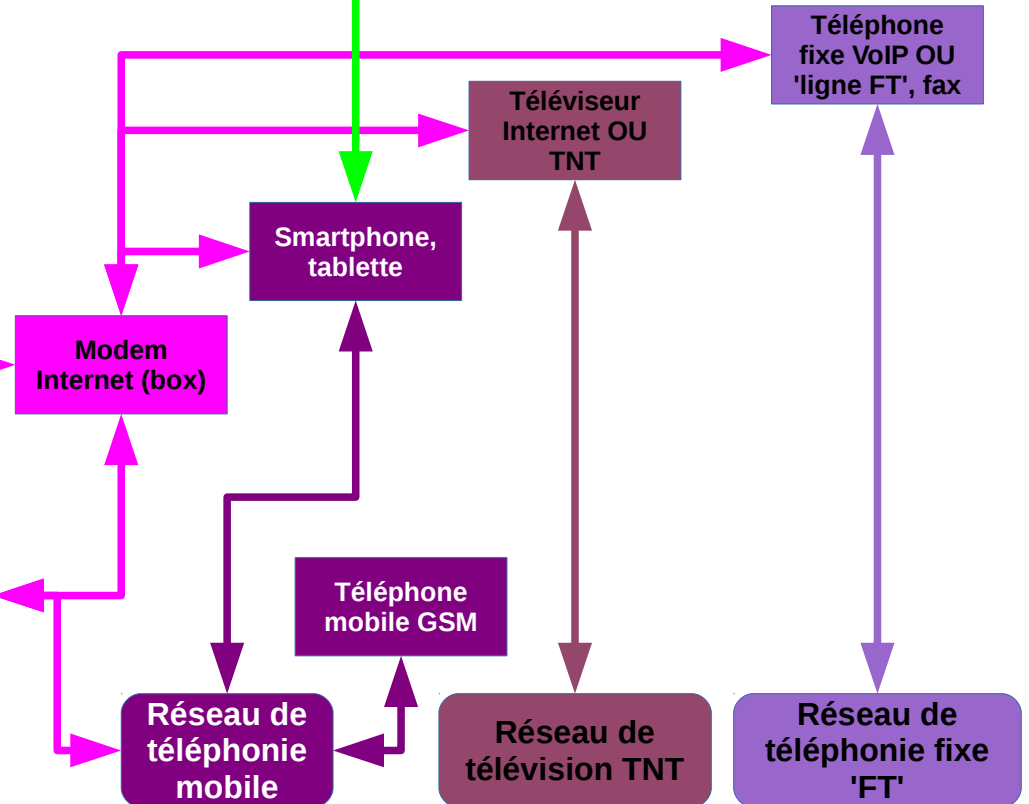 Téléphone
fixe VoIP OU
'ligne FT', fax
Téléviseur
Internet OU
TNT
Smartphone,
tablette
Modem
Internet (box)
Téléphone
mobile GSM
Réseau de
téléphonie
mobile
Réseau de
télévision TNT
Réseau de
téléphonie fixe
'FT'